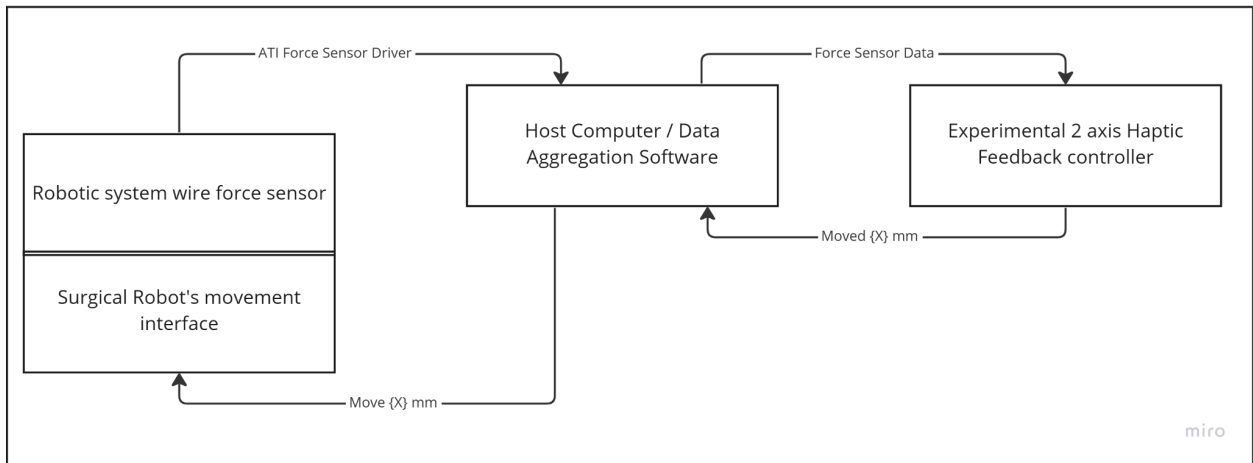 ATI Force Sensor Driver
Force Sensor Data
Host Computer / Data
Aggregation Software
Experimental 2 axis Haptic
Feedback controller
Robotic system wire force sensor
Moved {X} mm
Surgical Robot's movement
interface
Move {X} mm
miro